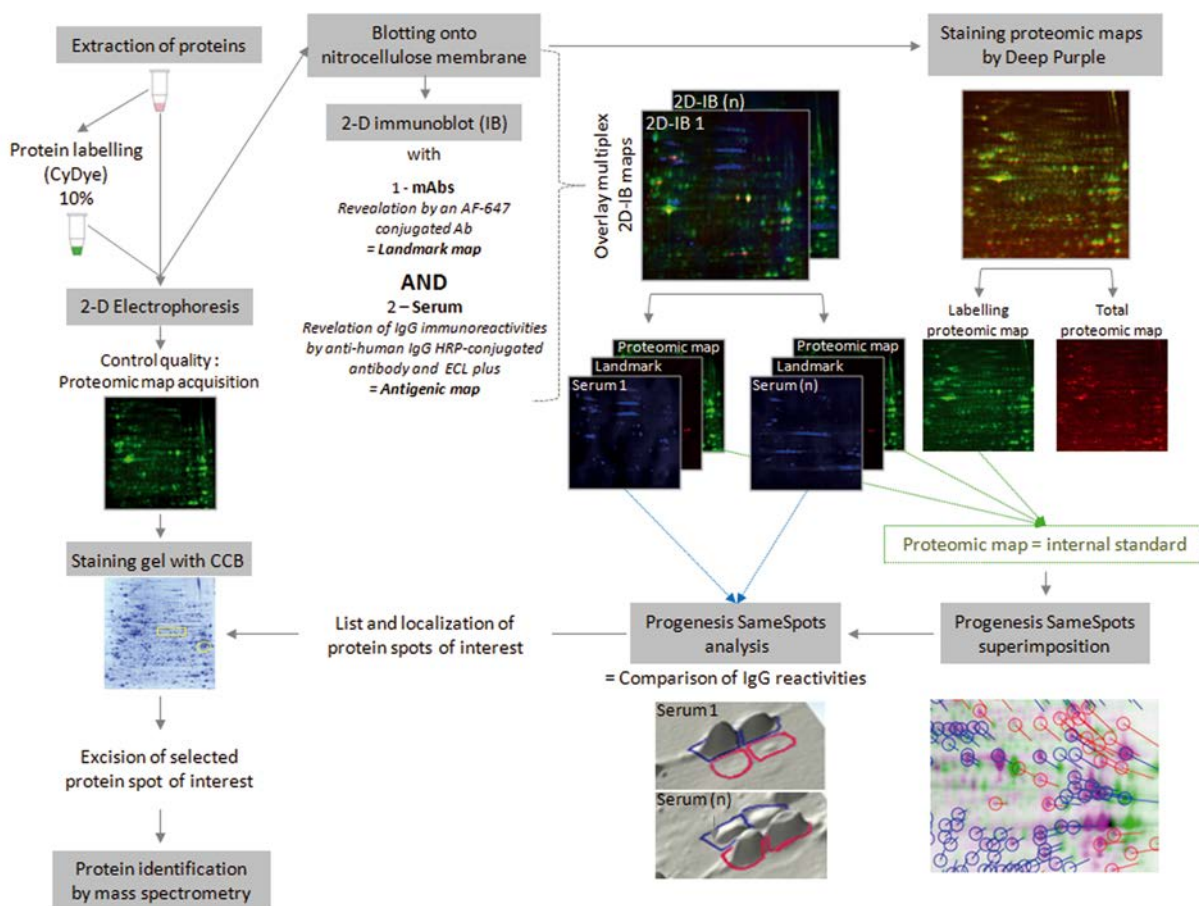 Extraction of proteins
Protein labelling
(CyDye)
10%
2-D Electrophoresis
Control quality :
Proteomic map acquisition
Staining gel with CCB
Excision of selected
protein spot of interest
Protein identification
by mass spectrometry
Blotting onto
nitrocellulose membrane
2-D immunoblot (IB)
with
1 - mAbs
Revealation by an AF-647
conjugated Ab
= Landmark map
AND
2 – Serum
Revelation of IgG immunoreactivities
by anti-human IgG HRP-conjugated
antibody and ECL plus
= Antigenic map
Overlay multiplex
2D-IB maps
2D-IB (n)
2D-IB 1
Proteomic map
Landmark
Serum 1
Proteomic map
Landmark
Serum (n)
Staining proteomic maps
by Deep Purple
Labelling
proteomic map
Total
proteomic map
Proteomic map = internal standard
Progenesis SameSpots
superimposition
Progenesis SameSpots
analysis
= Comparison of IgG reactivities
Serum 1
Serum (n)
List and localization of
protein spots of interest